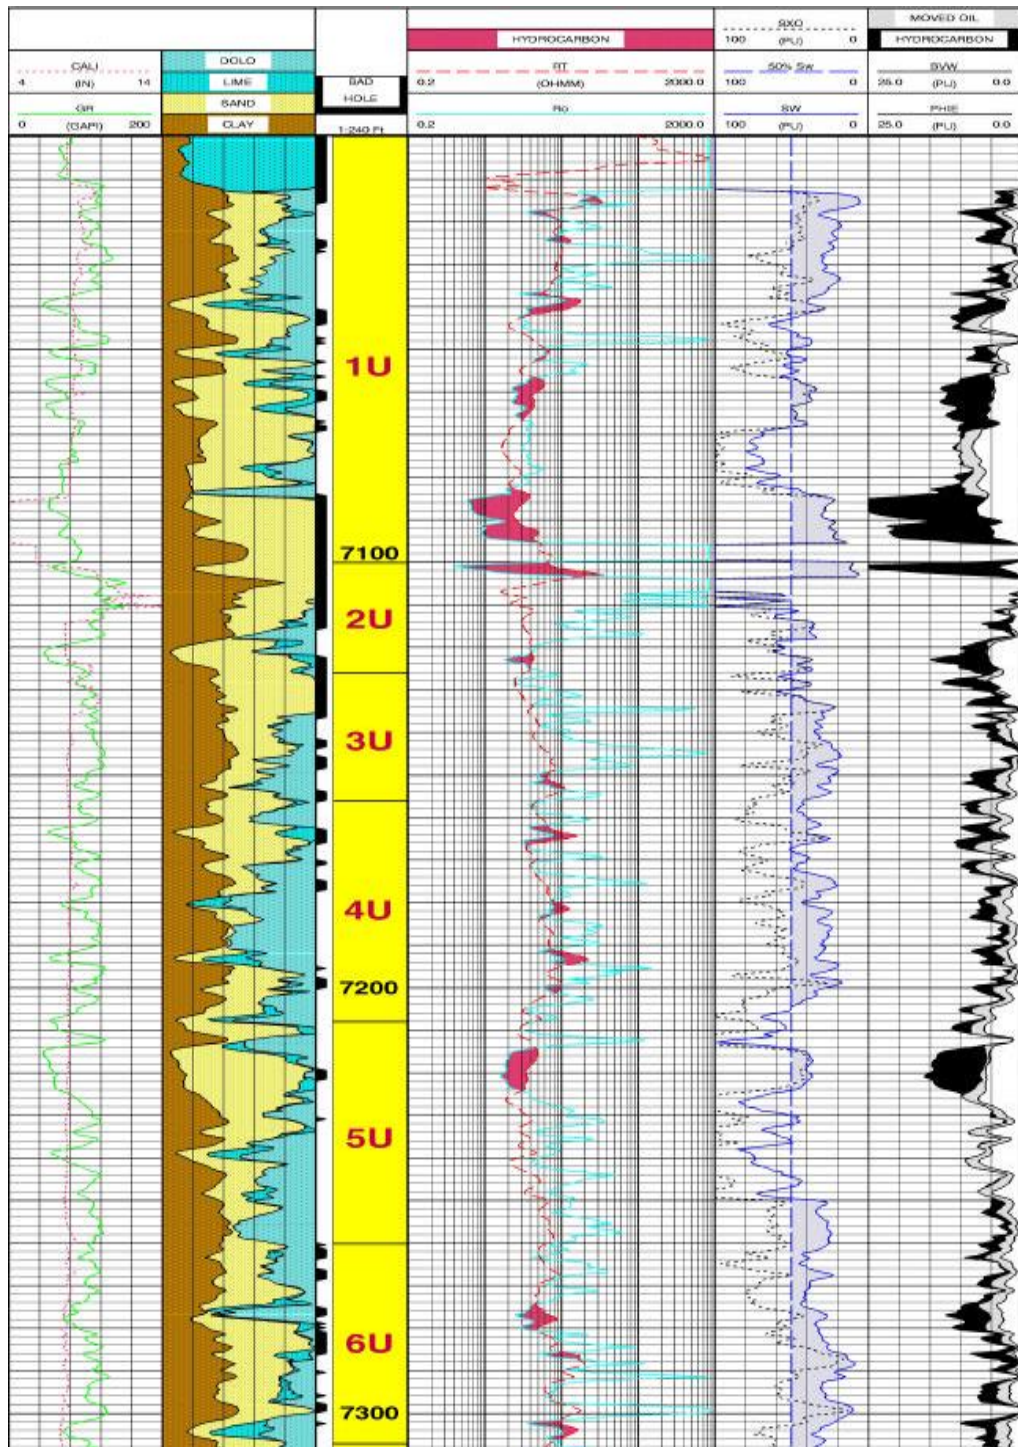 CALI
4 (IN) 14
GR
0 (GAPI) 200
DOLO
LIME
SAND
CLAY
BAD
HOLE
1:240 Ft
HYDROCARBON
RT
0.2 (OHMM) 2000.0
Ro
0.2 2000.0
SXO
100 (PU) 0
50% Sw
100 0
SW
100 (PU) 0
MOVED OIL
HYDROCARBON
BVW
25.0 (PU) 0.0
PHIE
25.0 (PU) 0.0
1U
7100
2U
3U
4U
7200
5U
6U
7300